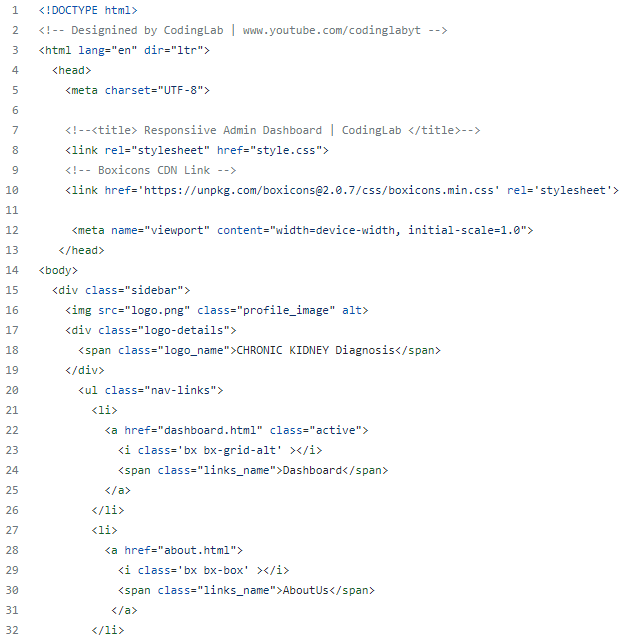 1 <!DOCTYPE html>
2 <!-- Designined by CodingLab | www.youtube.com/codinglabyt -->
3 <html lang="en" dir="ltr">
4 <head>
5 <meta charset="UTF-8">
6
7 <!--<title> Responsiive Admin Dashboard | CodingLab </title>-->
8 <link rel="stylesheet" href="style.css">
9 <!-- Boxicons CDN Link -->
10 <link href='https://unpkg.com/boxicons@2.0.7/css/boxicons.min.css' rel='stylesheet'>
11
12 <meta name="viewport" content="width=device-width, initial-scale=1.0">
13 </head>
14 <body>
15 <div class="sidebar">
16 <img src="logo.png" class="profile_image" alt>
17 <div class="logo-details">
18 <span class="logo_name">CHRONIC KIDNEY Diagnosis</span>
19 </div>
20 <ul class="nav-links">
21 <li>
22 <a href="dashboard.html" class="active">
23 <i class='bx bx-grid-alt' ></i>
24 <span class="links_name">Dashboard</span>
25 </a>
26 </li>
27 <li>
28 <a href="about.html">
29 <i class='bx bx-box' ></i>
30 <span class="links_name">AboutUs</span>
31 </a>
32 </li>